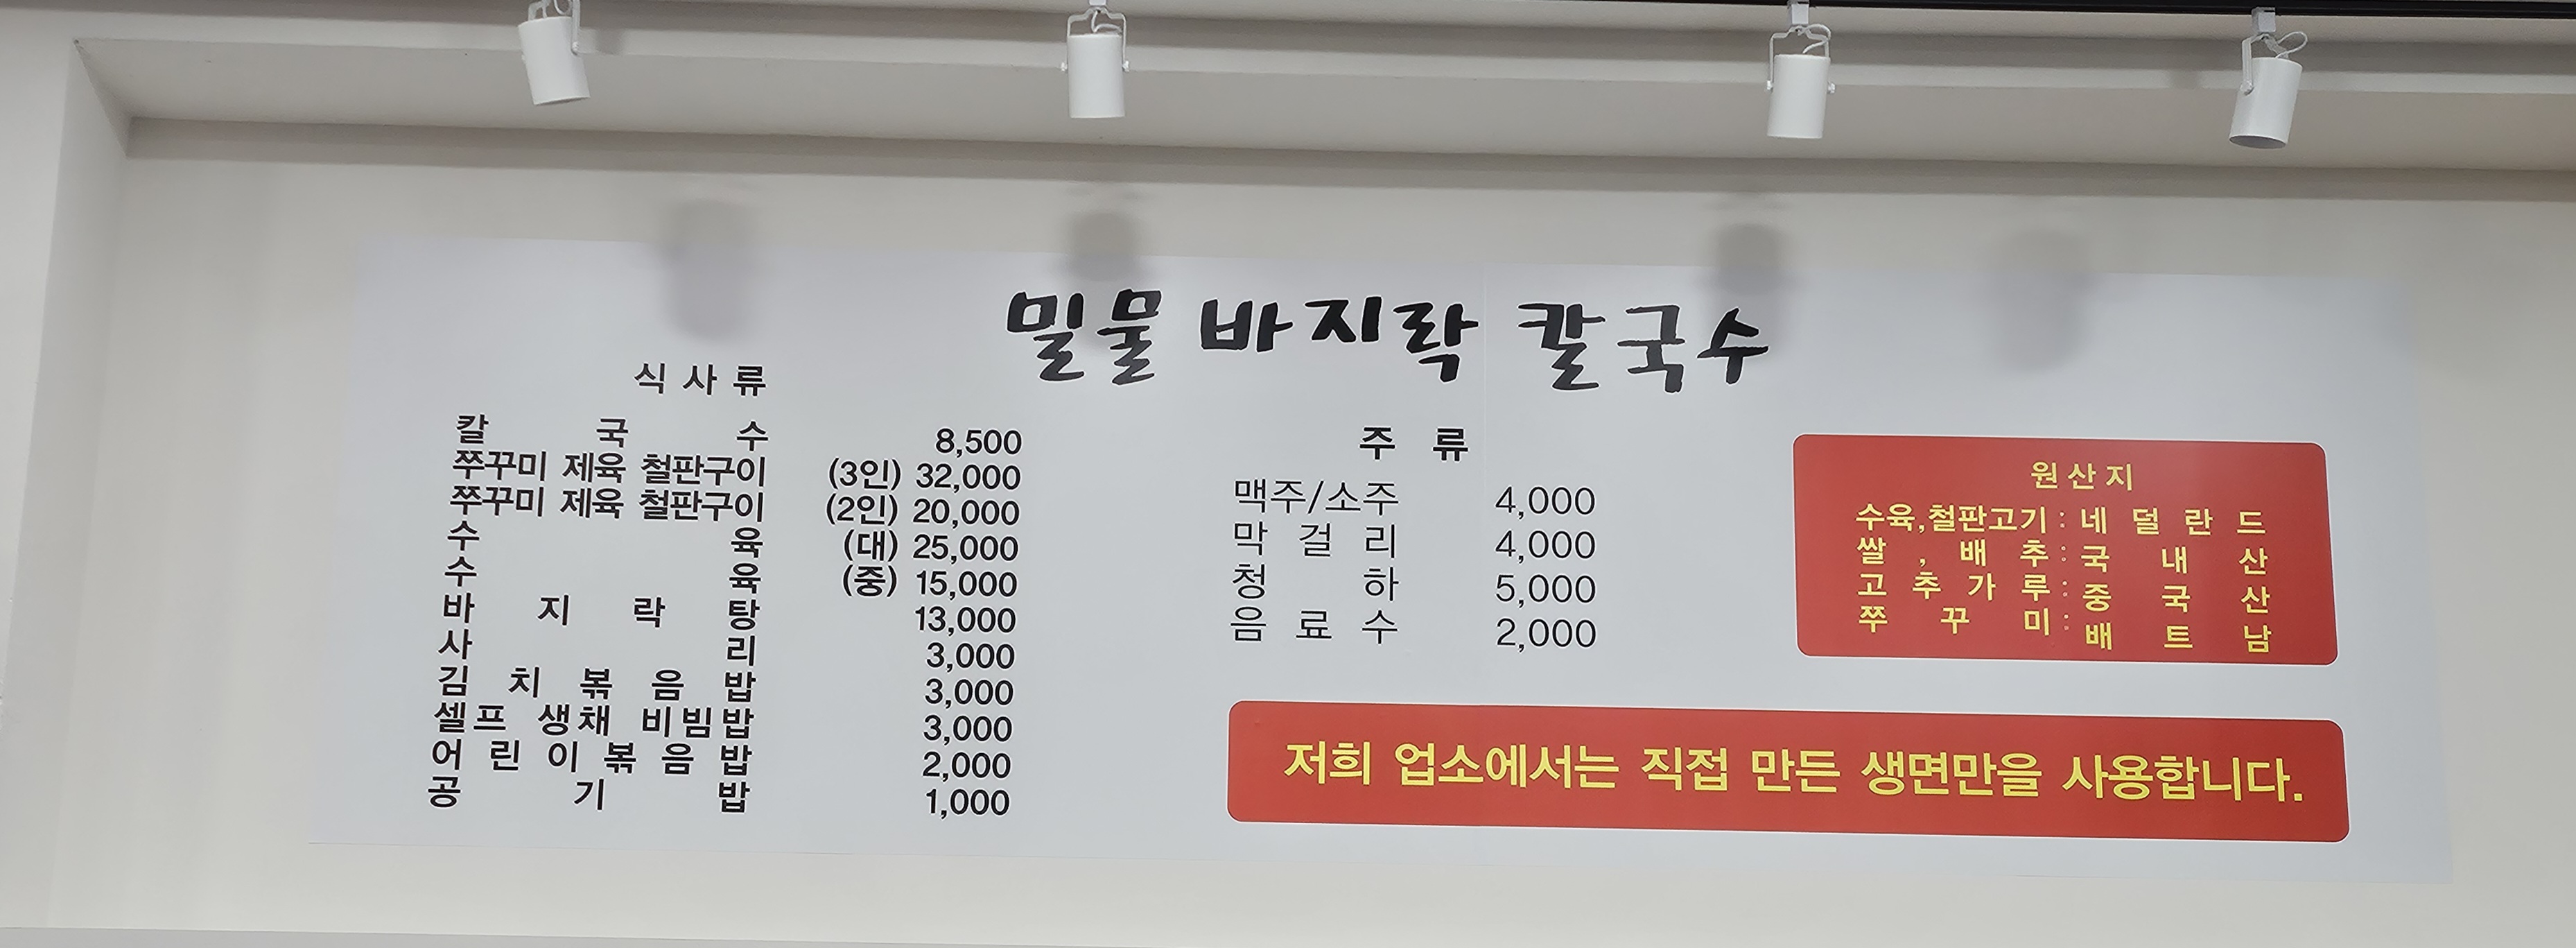 밀물 바지락 칼국수
식사류
칼국수 8,500
쭈꾸미 제육 철판구이 (3인) 32,000
쭈꾸미 제육 철판구이 (2인) 20,000
수육 (대) 25,000
수육 (중) 15,000
바지락탕 13,000
사리 3,000
김치볶음밥 3,000
셀프 생채 비빔밥 3,000
어린이볶음밥 2,000
공기밥 1,000
주류
맥주/소주 4,000
막걸리 4,000
청하 5,000
음료수 2,000
원산지
수육,철판고기 : 네덜란드
쌀, 배추 : 국내산
고추가루 : 중국산
쭈꾸미 : 배트남
저희 업소에서는 직접 만든 생면만을 사용합니다.